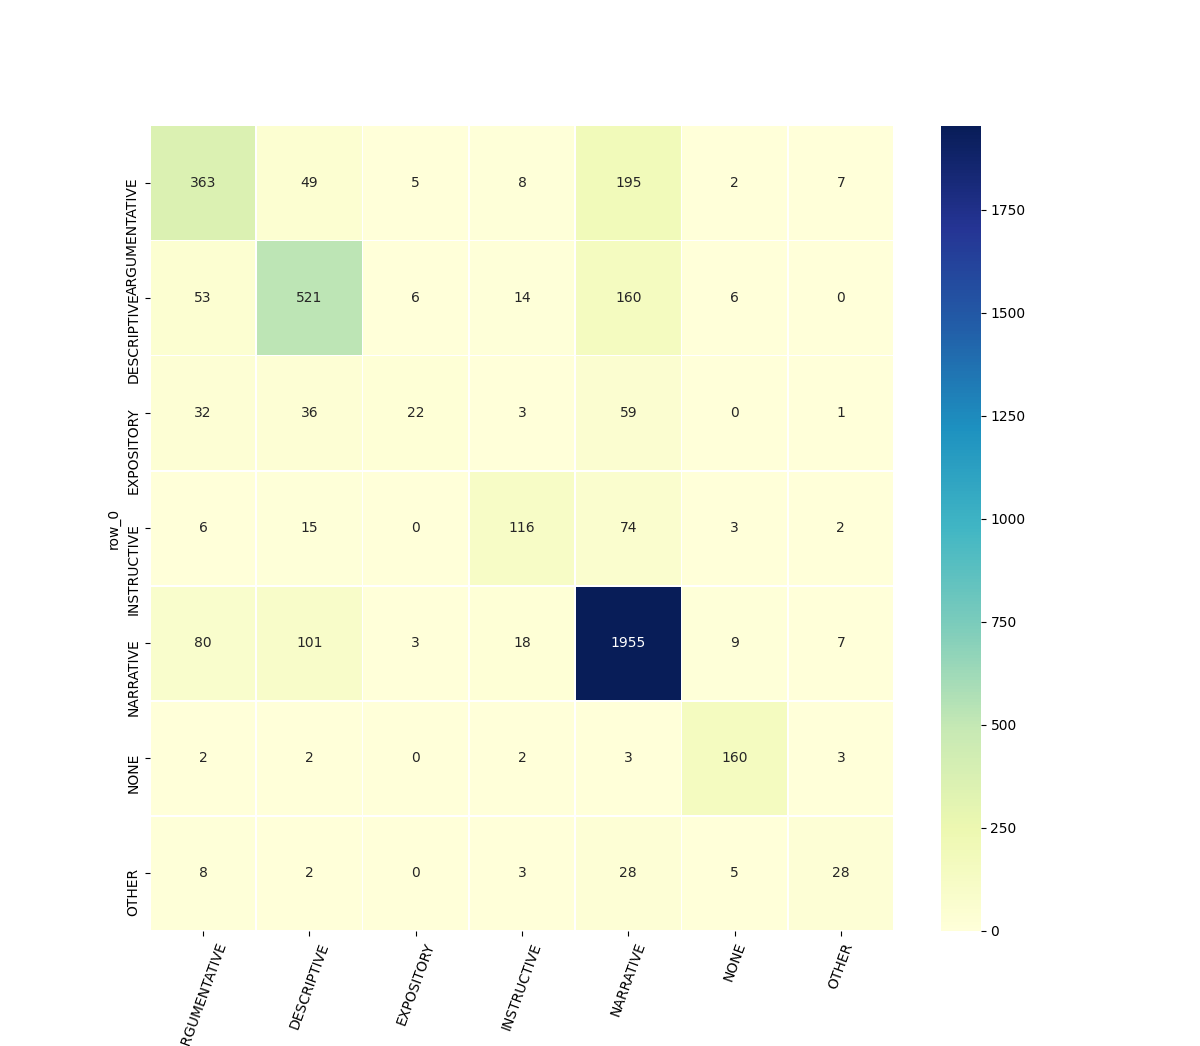 363 49 5 8 195 2 7
53 521 6 14 160 6 0
32 36 22 3 59 0 1
6 15 0 116 74 3 2
80 101 3 18 1955 9 7
2 2 0 2 3 160 3
8 2 0 3 28 5 28
ARGUMENTATIVE
DESCRIPTIVE
EXPOSITORY
INSTRUCTIVE
NARRATIVE
NONE
OTHER
row_0
RGUMENTATIVE
DESCRIPTIVE
EXPOSITORY
INSTRUCTIVE
NARRATIVE
NONE
OTHER
1750
1500
1250
1000
750
500
250
0